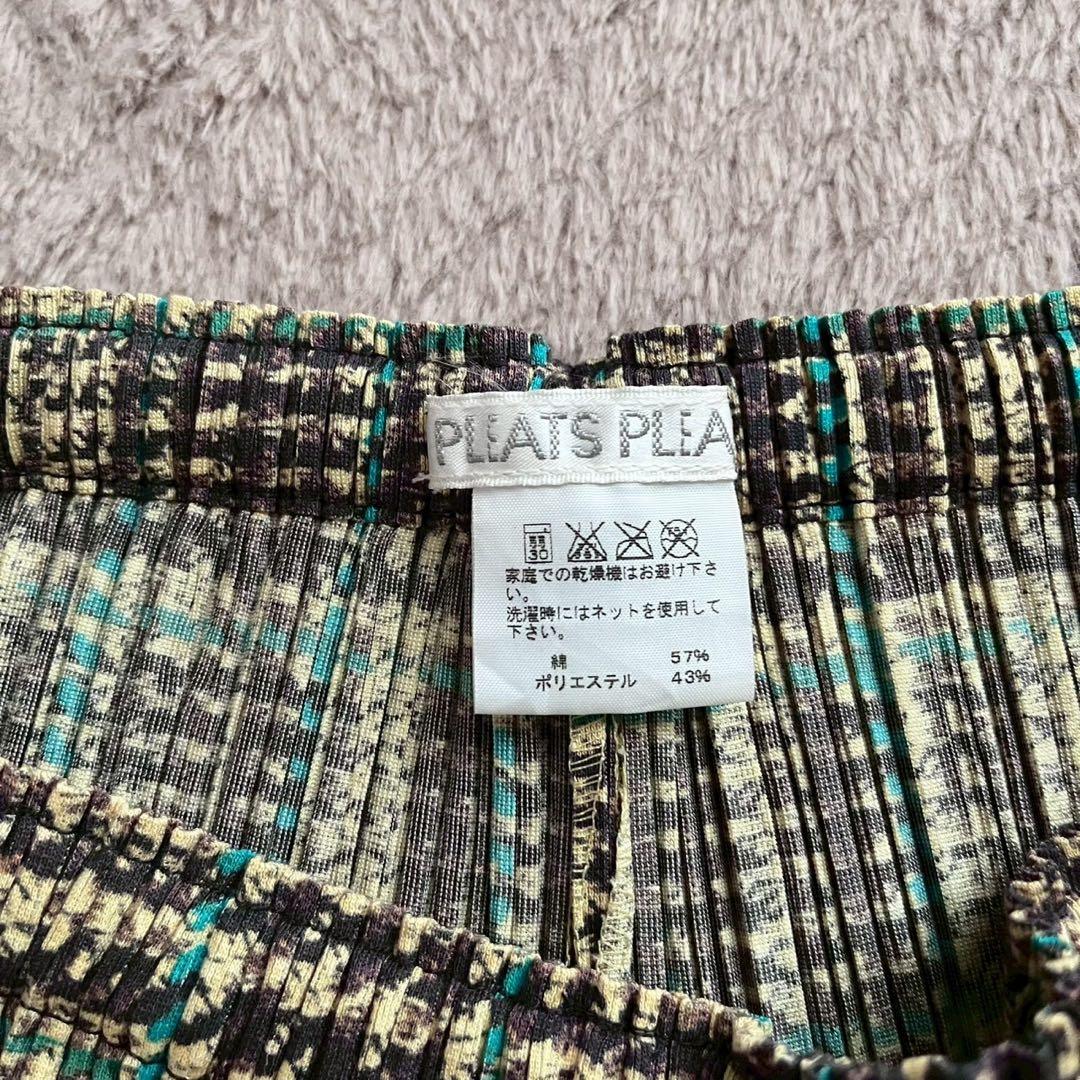 PLEATS PLEA
弱
30
家庭での乾燥機はお避け下さ
い。
洗濯時にはネットを使用して
下さい。
綿 57%
ポリエステル 43%